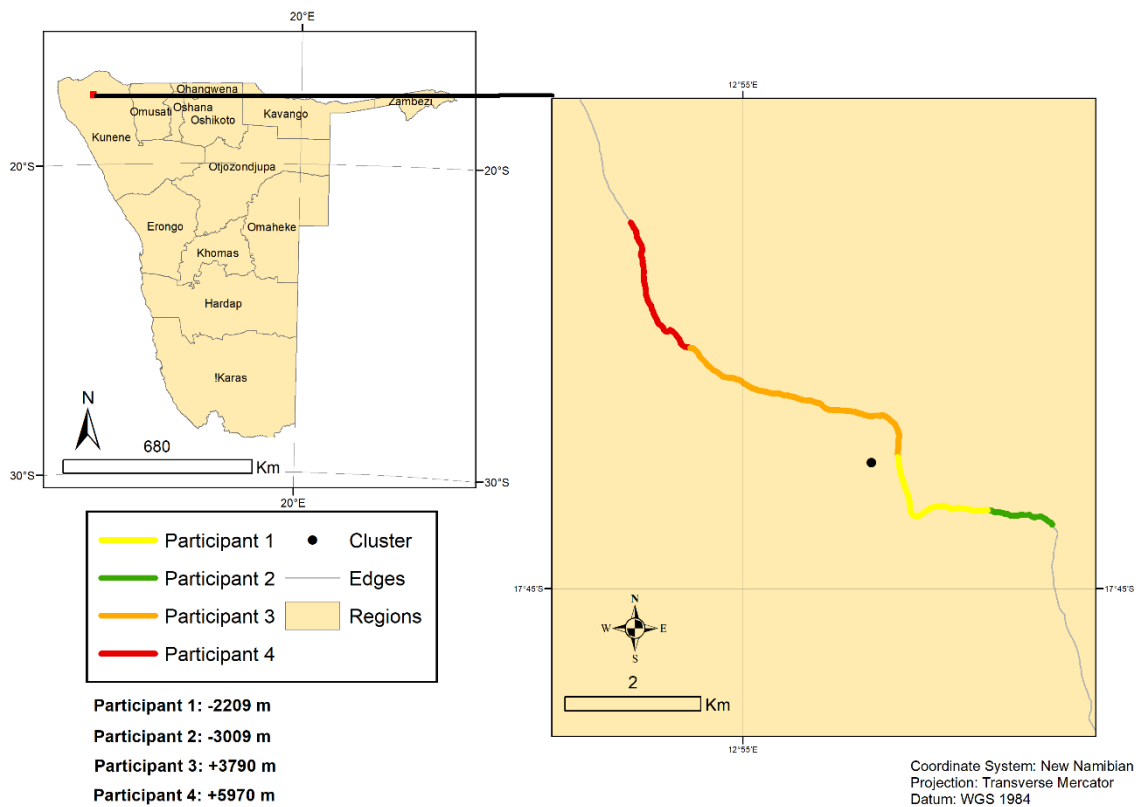 20°E
Ohangwena
Omusati
Oshana
Oshikoto
Kavango
Zambezi
Kunene
20°S
20°S
Otjozondjupa
Erongo
Omaheke
Khomas
Hardap
!Karas
N
680
Km
30°S
30°S
20°E
Participant 1
Cluster
Participant 2
Edges
Participant 3
Regions
Participant 4
Participant 1: -2209 m
Participant 2: -3009 m
Participant 3: +3790 m
Participant 4: +5970 m
12°55'E
17°45'S
17°45'S
N
W
E
S
2
Km
12°55'E
Coordinate System: New Namibian
Projection: Transverse Mercator
Datum: WGS 1984